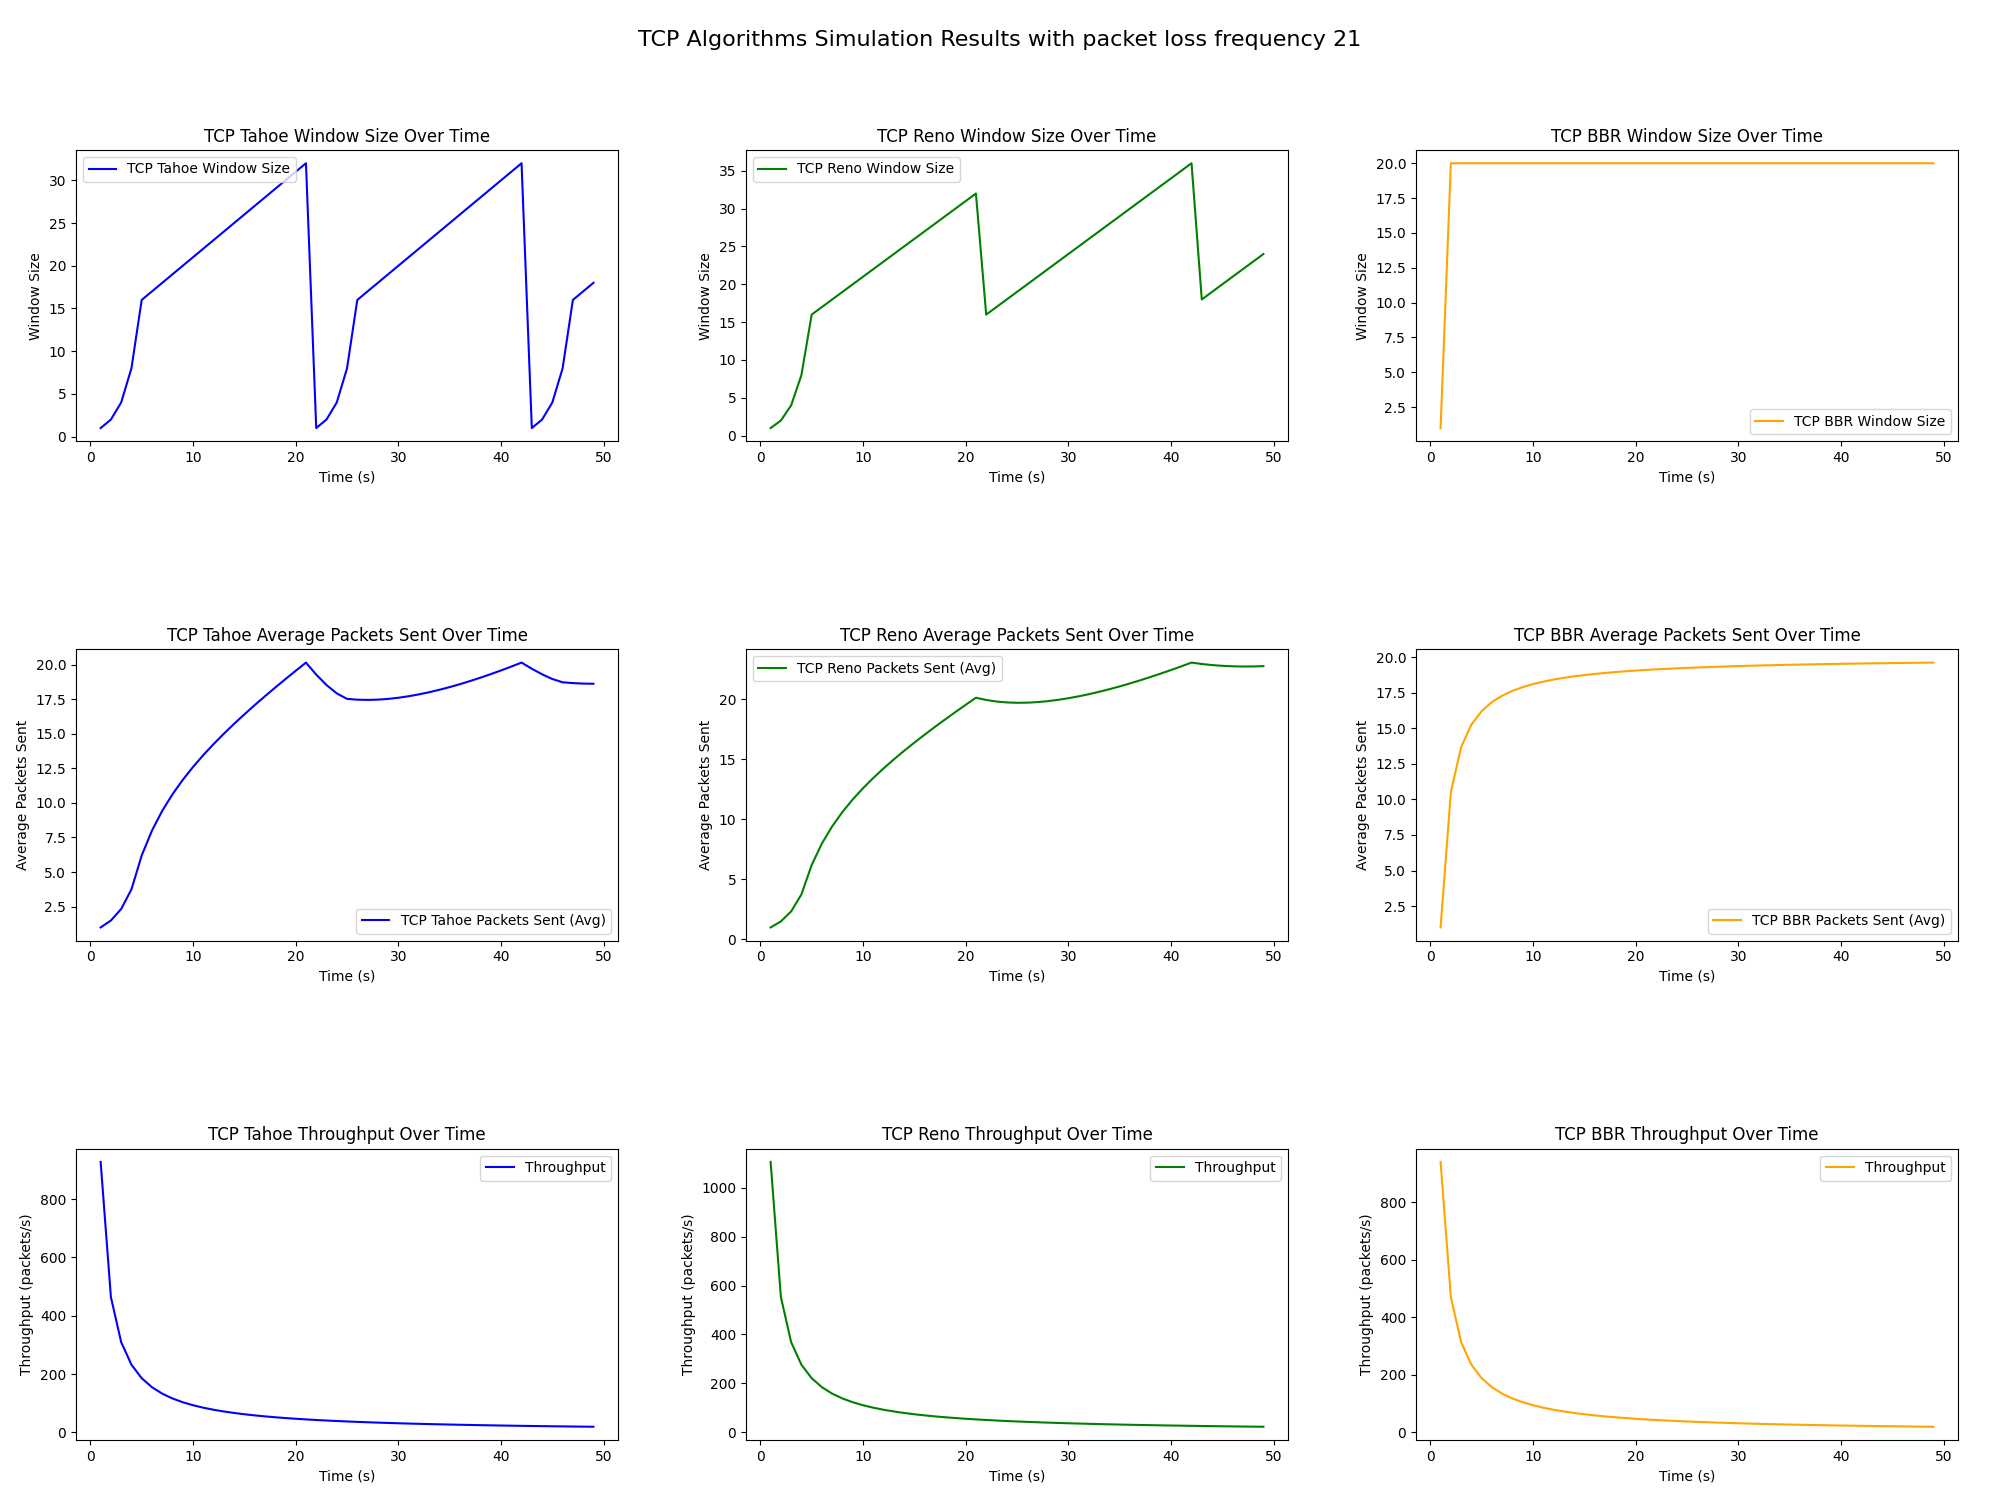 TCP Algorithms Simulation Results with packet loss frequency 21
TCP Tahoe Window Size Over Time
TCP Tahoe Window Size
Window Size
30
25
20
15
10
5
0
0 10 20 30 40 50
Time (s)
TCP Reno Window Size Over Time
TCP Reno Window Size
Window Size
35
30
25
20
15
10
5
0
0 10 20 30 40 50
Time (s)
TCP BBR Window Size Over Time
Window Size
20.0
17.5
15.0
12.5
10.0
7.5
5.0
2.5
TCP BBR Window Size
0 10 20 30 40 50
Time (s)
TCP Tahoe Average Packets Sent Over Time
Average Packets Sent
20.0
17.5
15.0
12.5
10.0
7.5
5.0
2.5
TCP Tahoe Packets Sent (Avg)
0 10 20 30 40 50
Time (s)
TCP Reno Average Packets Sent Over Time
TCP Reno Packets Sent (Avg)
Average Packets Sent
20
15
10
5
0
0 10 20 30 40 50
Time (s)
TCP BBR Average Packets Sent Over Time
Average Packets Sent
20.0
17.5
15.0
12.5
10.0
7.5
5.0
2.5
TCP BBR Packets Sent (Avg)
0 10 20 30 40 50
Time (s)
TCP Tahoe Throughput Over Time
Throughput
Throughput (packets/s)
800
600
400
200
0
0 10 20 30 40 50
Time (s)
TCP Reno Throughput Over Time
Throughput
Throughput (packets/s)
1000
800
600
400
200
0
0 10 20 30 40 50
Time (s)
TCP BBR Throughput Over Time
Throughput
Throughput (packets/s)
800
600
400
200
0
0 10 20 30 40 50
Time (s)